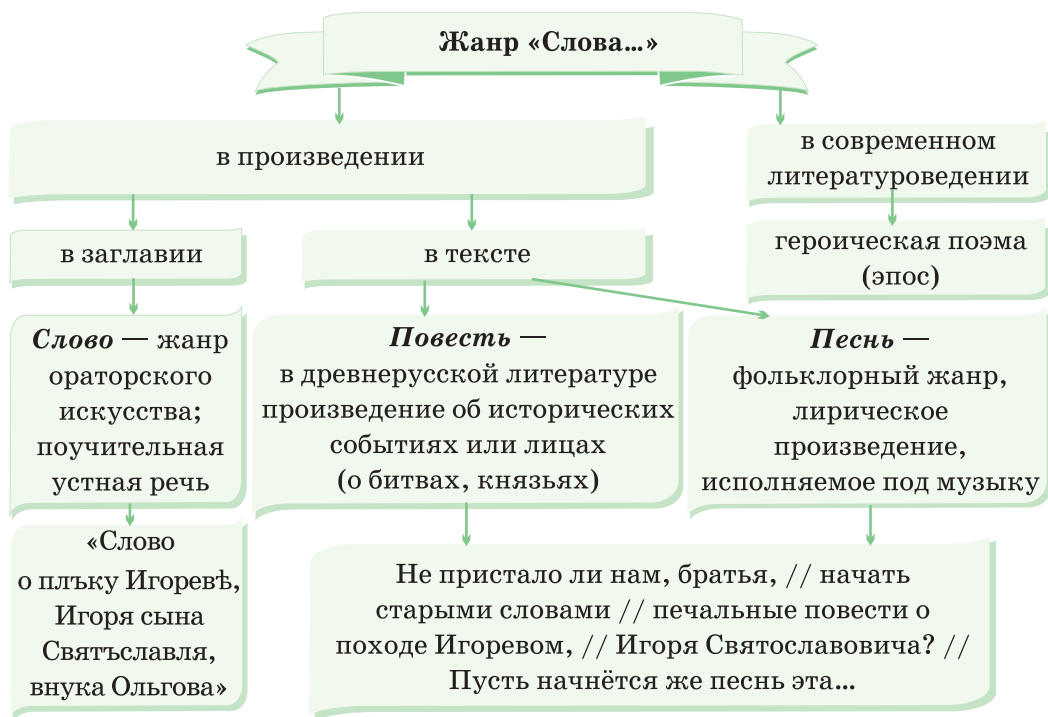 Жанр «Слова...»
в произведении
в современном
литературоведении
в заглавии
в тексте
героическая поэма
(эпос)
Слово — жанр
ораторского
искусства;
поучительная
устная речь
Повесть —
в древнерусской литературе
произведение об исторических
событиях или лицах
(о битвах, князьях)
Песнь —
фольклорный жанр,
лирическое
произведение,
исполняемое под музыку
«Слово
о плъку Игоревѣ,
Игоря сына
Святъславля,
внука Ольгова»
Не пристало ли нам, братья, // начать
старыми словами // печальные повести о
походе Игоревом, // Игоря Святославовича? //
Пусть начнётся же песнь эта...